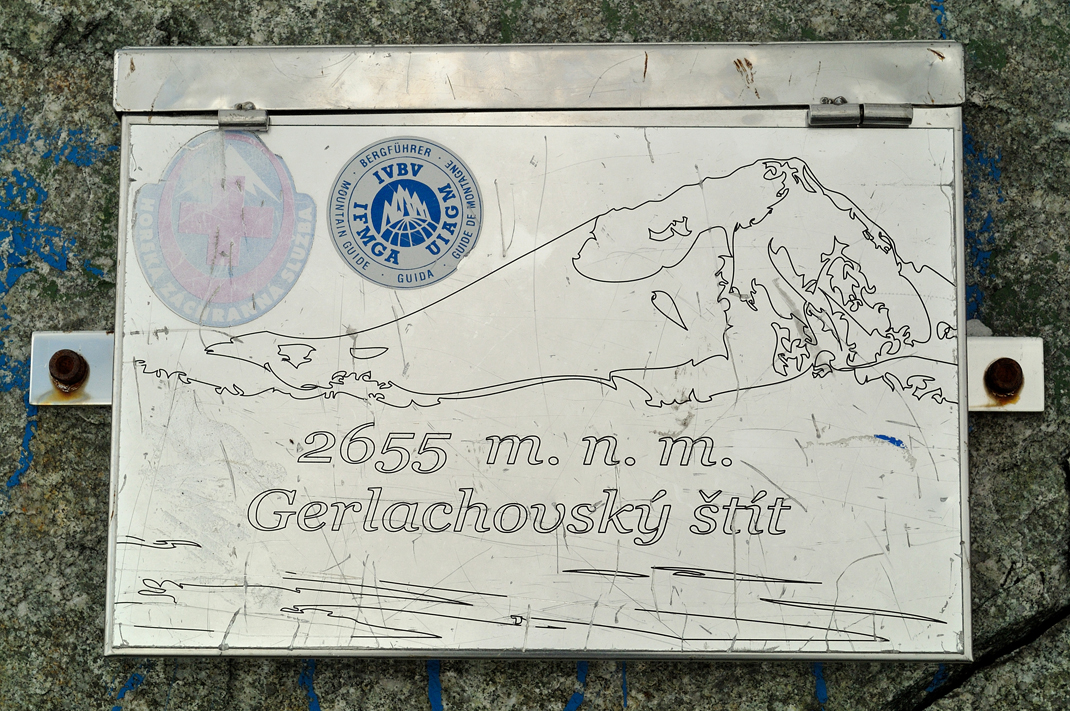 HORSKÁ ZÁCHRANNÁ SLUŽBA
· BERGFÜHRER · GUIDE DE MONTAGNE · GUIDA · MOUNTAIN GUIDE
IVBV
UIAGM
IFMGA
2655 m. n. m.
Gerlachovský štít